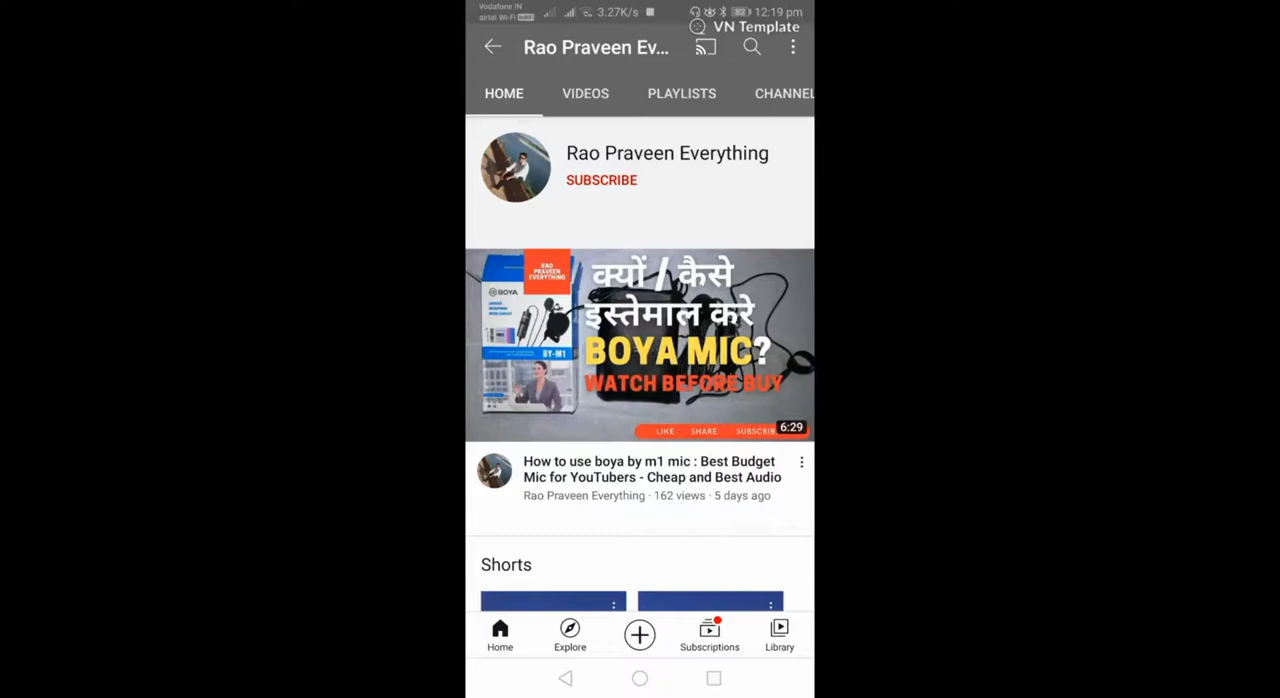 Vodafone IN
airtel Wi-Fi
3.27K/s
82
12:19 pm
VN Template
Rao Praveen Ev...
HOME VIDEOS PLAYLISTS CHANNEL
Rao Praveen Everything
SUBSCRIBE
RAO
PRAVEEN
EVERYTHING
BOYA
BY-M1
क्यों / कैसे
इस्तेमाल करे
BOYA MIC?
WATCH BEFORE BUY
LIKE SHARE SUBSCRIB
6:29
How to use boya by m1 mic : Best Budget
Mic for YouTubers - Cheap and Best Audio
Rao Praveen Everything · 162 views · 5 days ago
Shorts
Home Explore Subscriptions Library